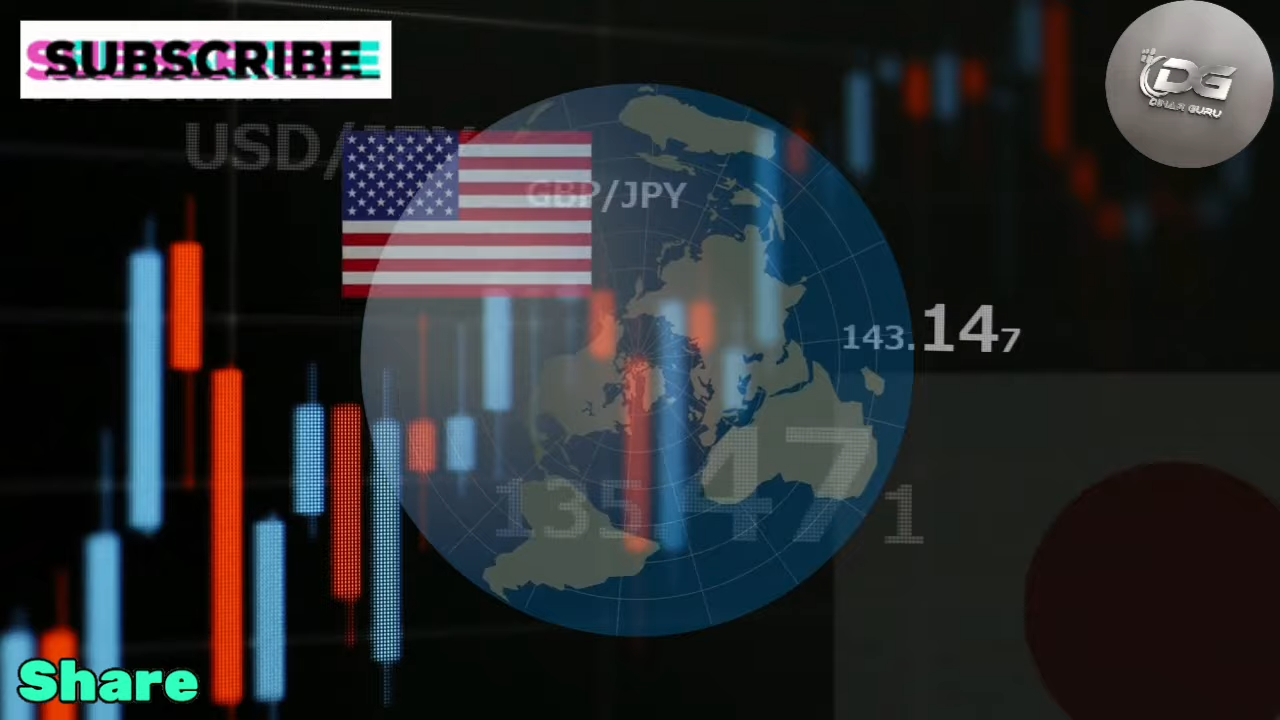 SUBSCRIBE
DG
DINAR GURU
USD/JPY
GBP/JPY
143.147
135.471
Share